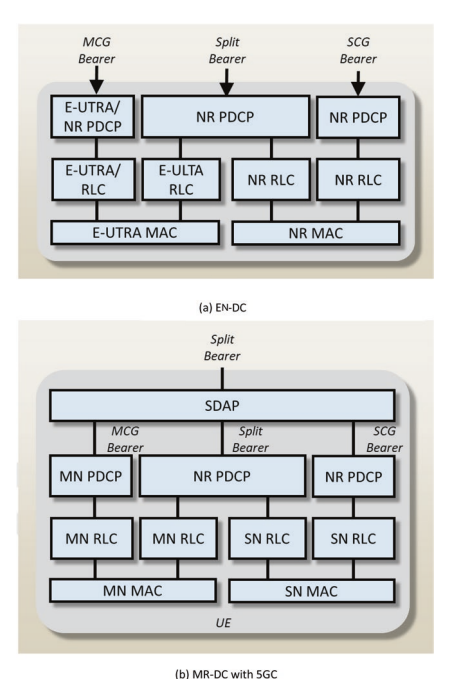 MCG
Bearer
Split
Bearer
SCG
Bearer
E-UTRA/
NR PDCP
NR PDCP
NR PDCP
E-UTRA/
RLC
E-ULTA
RLC
NR RLC
NR RLC
E-UTRA MAC
NR MAC
(a) EN-DC
Split
Bearer
SDAP
MCG
Bearer
Split
Bearer
SCG
Bearer
MN PDCP
NR PDCP
NR PDCP
MN RLC
MN RLC
SN RLC
SN RLC
MN MAC
SN MAC
UE
(b) MR-DC with 5GC